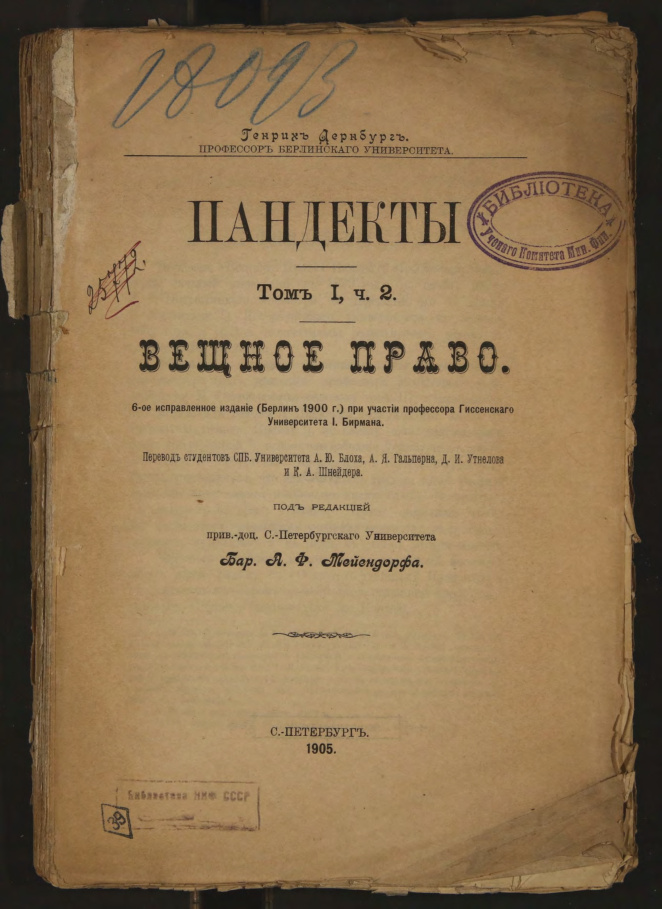 18093
Генрихъ Дернбургъ.
ПРОФЕССОРЪ БЕРЛИНСКАГО УНИВЕРСИТЕТА.
БИБЛІОТЕКА
Ученаго Комитета Мин. Фин.
ПАНДЕКТЫ
Томъ I, ч. 2.
ВЕЩНОЕ ПРАВО.
6-ое исправленное изданіе (Берлинъ 1900 г.) при участіи профессора Гиссенскаго
Университета І. Бирмана.
Переводъ студентовъ СПБ. Университета А. Ю. Блоха, А. Я. Гальперна, Д. И. Утнелова
и К. А. Шнейдера.
ПОДЪ РЕДАКЦІЕЙ
прив.-доц. С.-Петербургскаго Университета
Бар. А. Ф. Мейендорфа.
С.-ПЕТЕРБУРГЪ.
1905.
Библиотека НКФ СССР
39